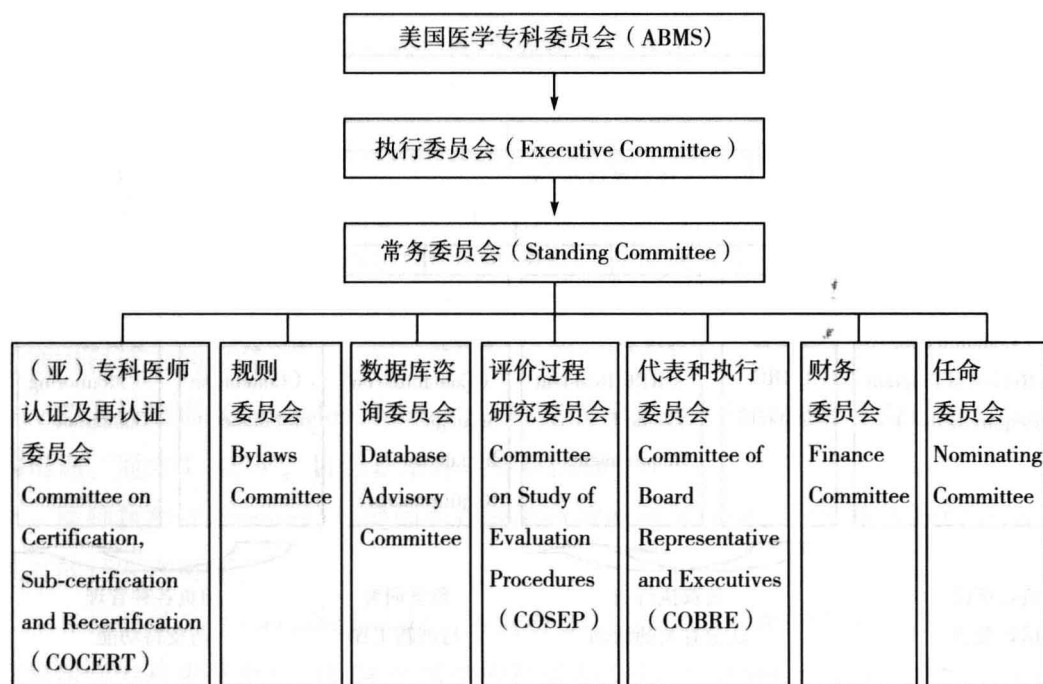 美国医学专科委员会（ABMS）
执行委员会（Executive Committee）
常务委员会（Standing Committee）
（亚）专科医师
认证及再认证
委员会
Committee on
Certification,
Sub-certification
and Recertification
（COCERT）
规则
委员会
Bylaws
Committee
数据库咨
询委员会
Database
Advisory
Committee
评价过程
研究委员会
Committee
on Study of
Evaluation
Procedures
（COSEP）
代表和执行
委员会
Committee of
Board
Representative
and Executives
（COBRE）
财务
委员会
Finance
Committee
任命
委员会
Nominating
Committee